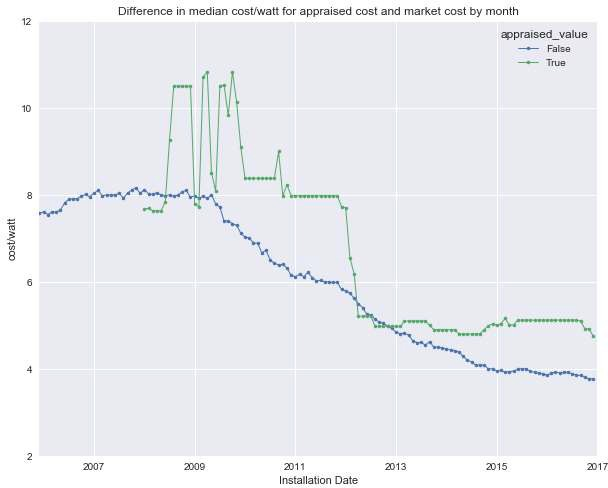 Difference in median cost/watt for appraised cost and market cost by month
appraised_value
False
True
cost/watt
12
10
8
6
4
2
2007
2009
2011
2013
2015
2017
Installation Date